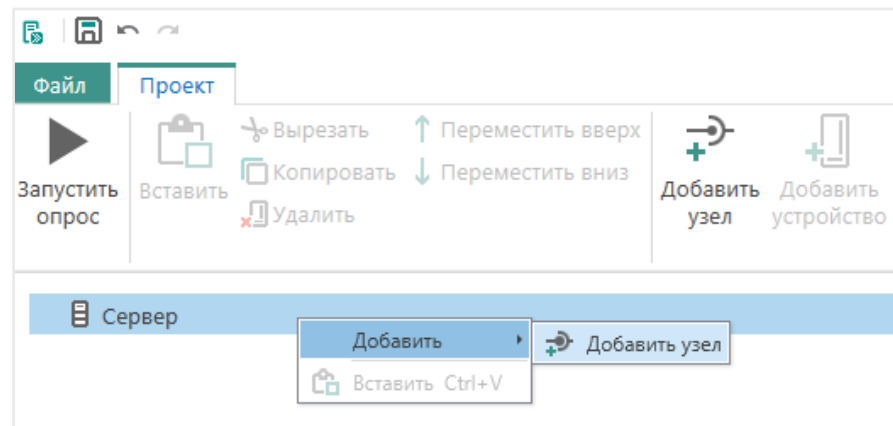 Файл Проект
Запустить
опрос
Вставить
Вырезать
Копировать
Удалить
Переместить вверх
Переместить вниз
Добавить
узел
Добавить
устройство
Сервер
Добавить
Вставить Ctrl+V
Добавить узел